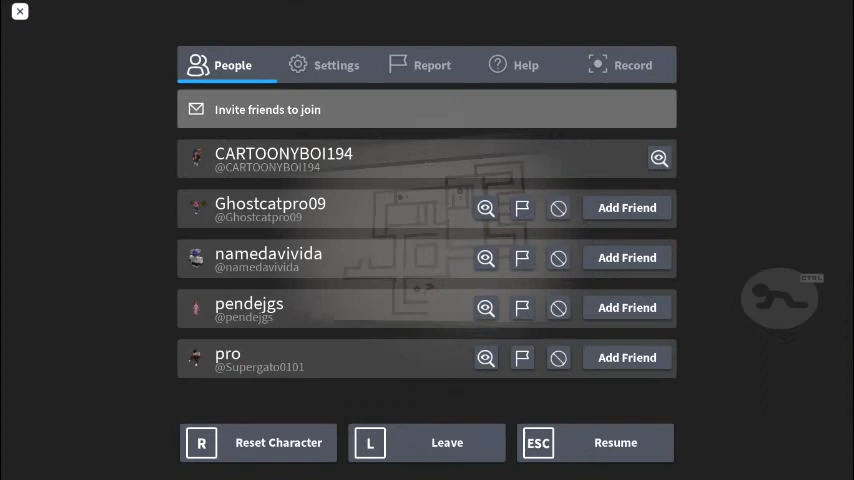 People
Settings
Report
Help
Record
Invite friends to join
CARTOONYBOI194
@CARTOONYBOI194
Ghostcatpro09
@Ghostcatpro09
Add Friend
namedavivida
@namedavivida
Add Friend
pendejgs
@pendejgs
Add Friend
pro
@Supergato0101
Add Friend
CTRL
R
Reset Character
L
Leave
ESC
Resume